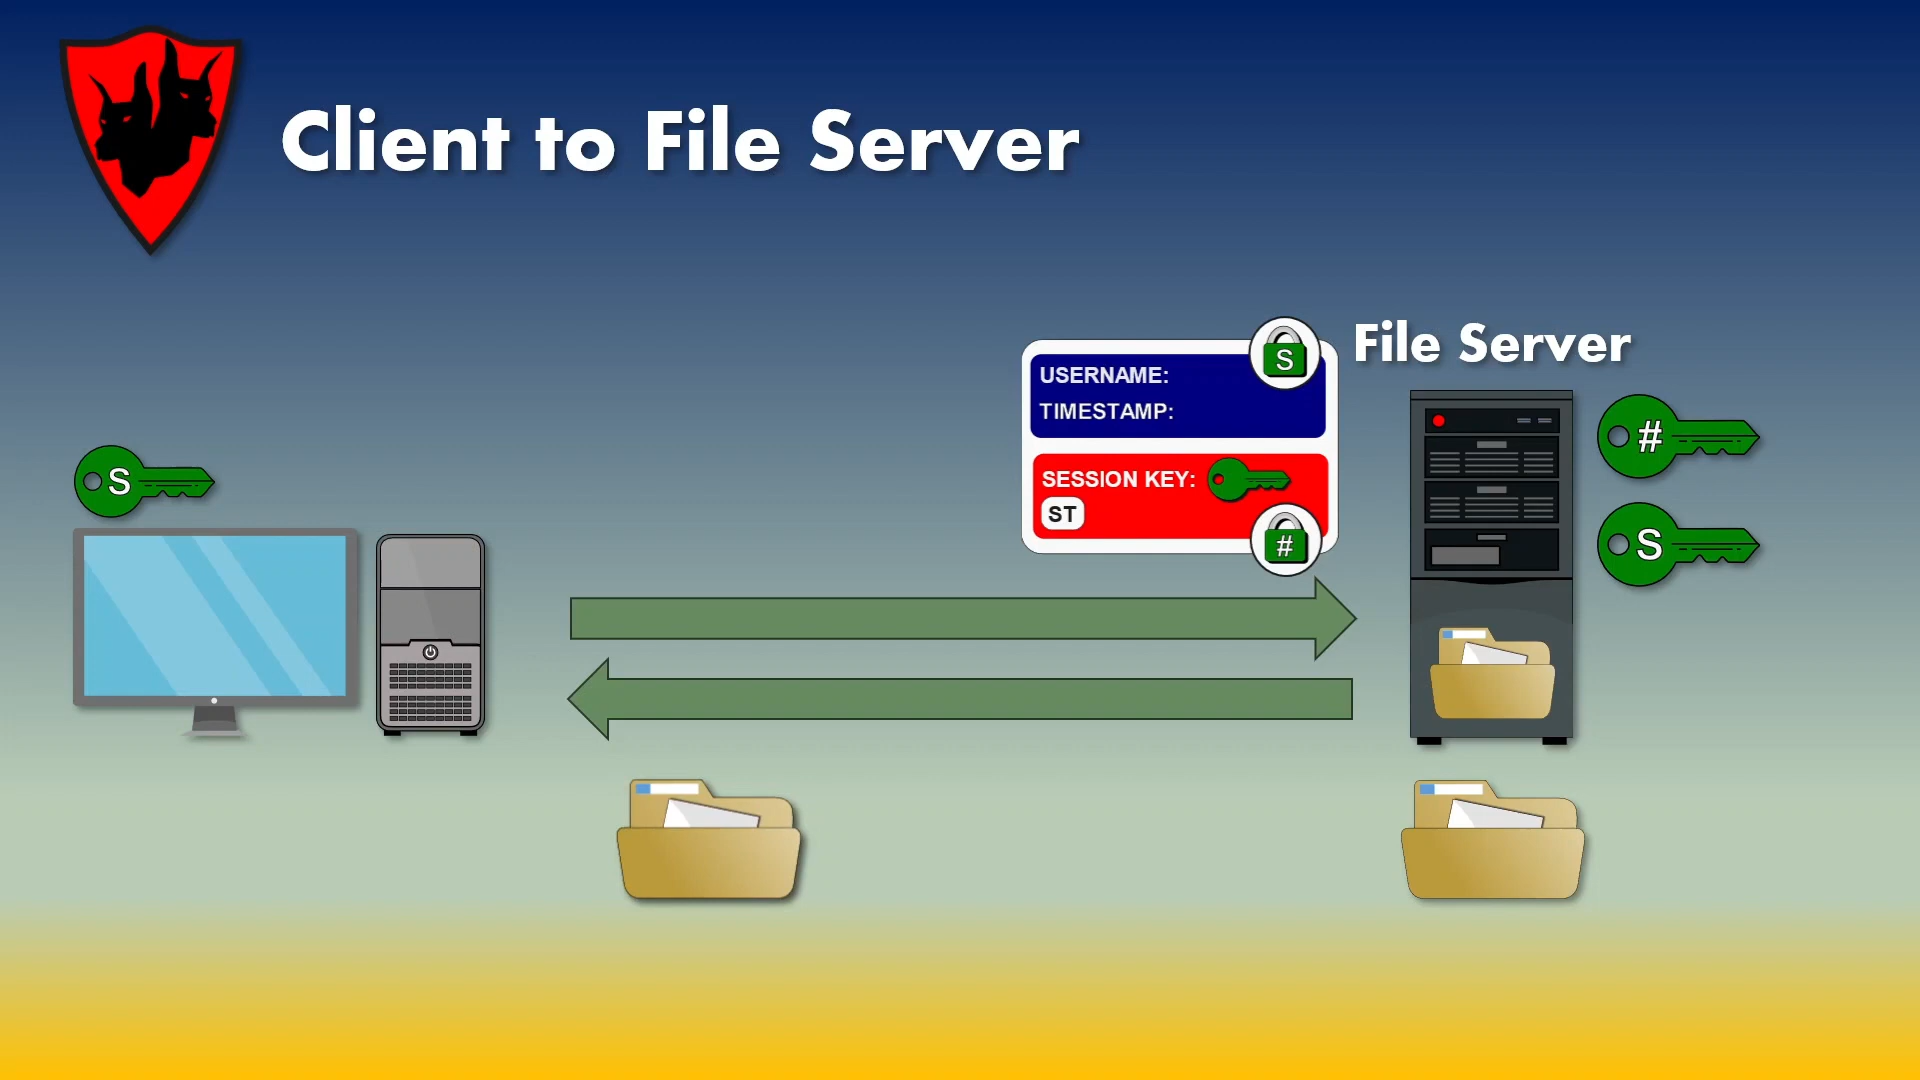 Client to File Server
File Server
S
USERNAME:
TIMESTAMP:
SESSION KEY:
ST
#
#
S
S